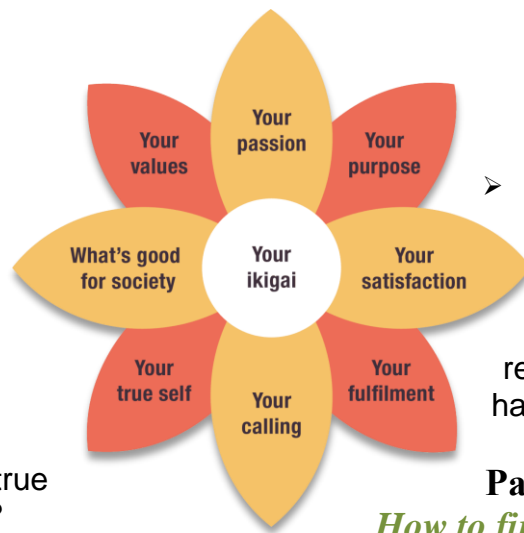 Your
passion
Your
values
Your
purpose
➢
What's good
for society
Your
ikigai
Your
satisfaction
Your
true self
Your
calling
Your
fulfilment
re
ha
true
Pa
How to fin